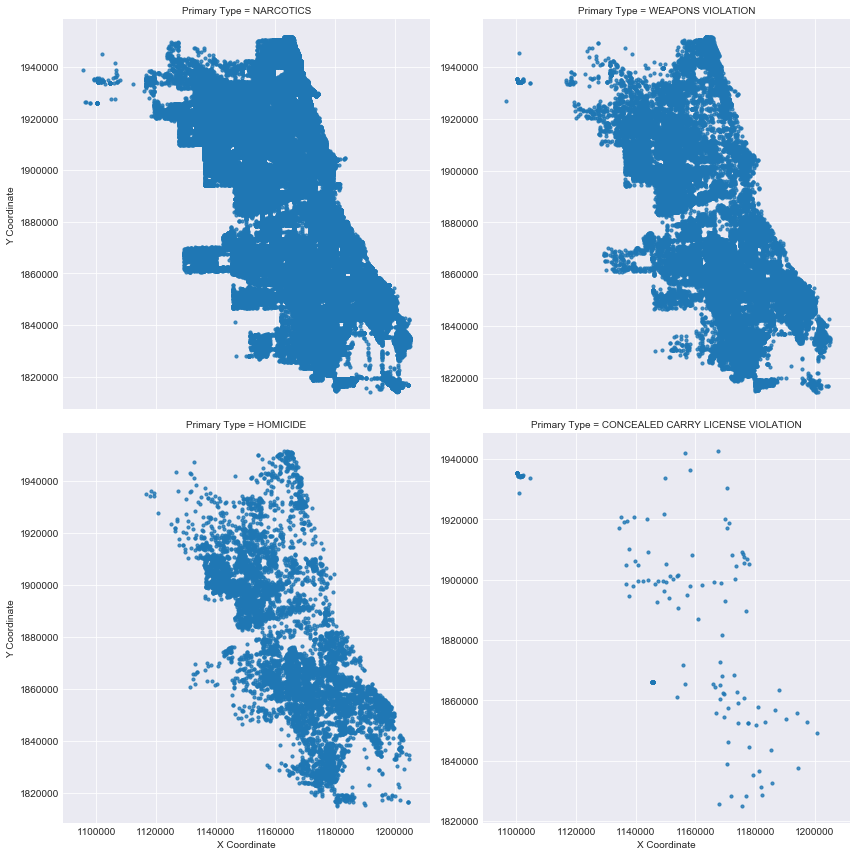 Primary Type = NARCOTICS
Primary Type = WEAPONS VIOLATION
Y Coordinate
1940000
1920000
1900000
1880000
1860000
1840000
1820000
1940000
1920000
1900000
1880000
1860000
1840000
1820000
Primary Type = HOMICIDE
Primary Type = CONCEALED CARRY LICENSE VIOLATION
Y Coordinate
1940000
1920000
1900000
1880000
1860000
1840000
1820000
1940000
1920000
1900000
1880000
1860000
1840000
1820000
1100000 1120000 1140000 1160000 1180000 1200000
X Coordinate
1100000 1120000 1140000 1160000 1180000 1200000
X Coordinate